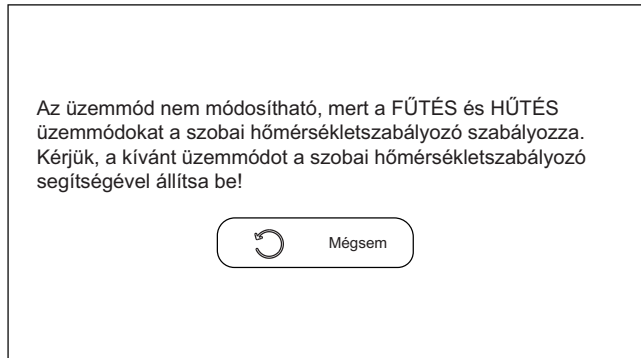 Az üzemmód nem módosítható, mert a FŰTÉS és HŰTÉS
üzemmódokat a szobai hőmérsékletszabályozó szabályozza.
Kérjük, a kívánt üzemmódot a szobai hőmérsékletszabályozó
segítségével állítsa be!
Mégsem